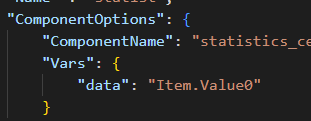 "ComponentOptions": {
"ComponentName": "statistics_ce
"Vars": {
"data": "Item.Value0"
}